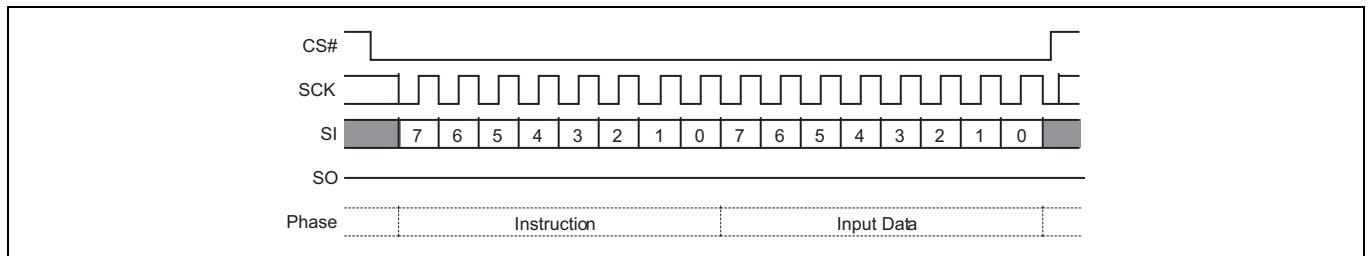 CS#
SCK
SI 7 6 5 4 3 2 1 0 7 6 5 4 3 2 1 0
SO
Phase Instruction Input Data